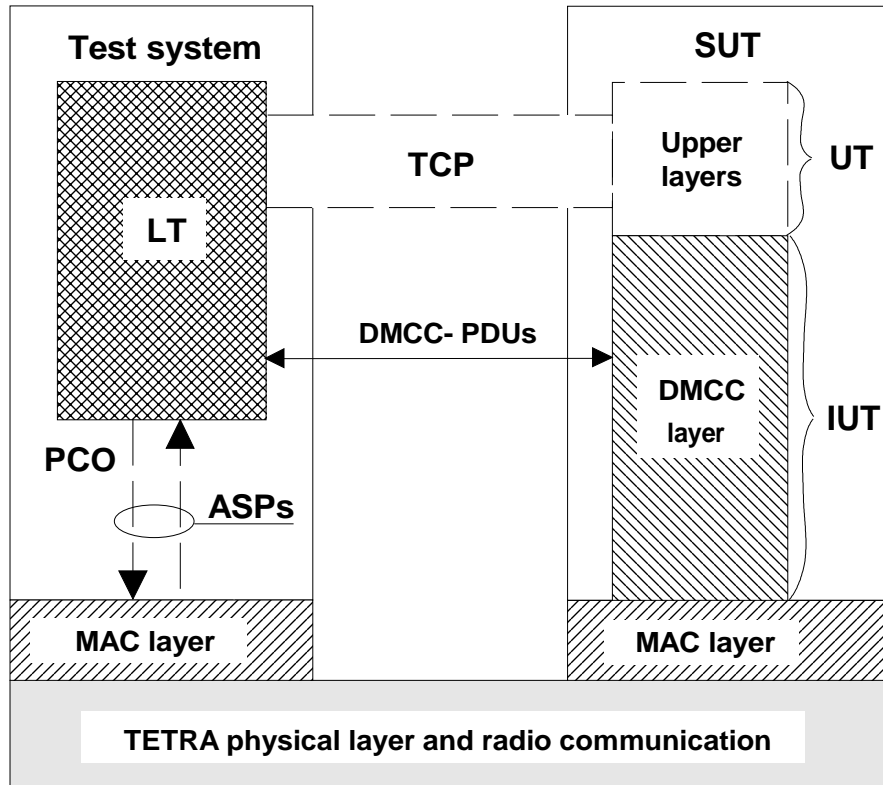 Test system
SUT
LT
TCP
Upper
layers
UT
DMCC- PDUs
DMCC
layer
IUT
PCO
ASPs
MAC layer
MAC layer
TETRA physical layer and radio communication